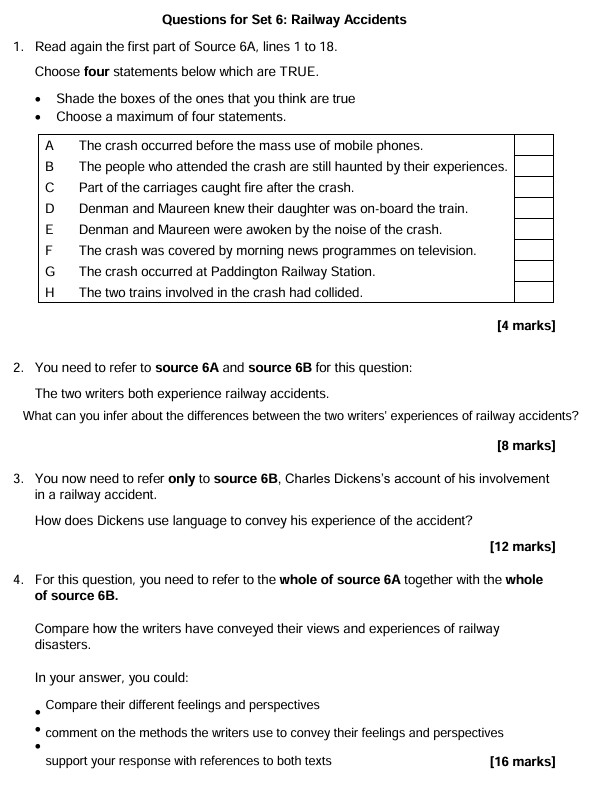 Questions for Set 6: Railway Accidents
1. Read again the first part of Source 6A, lines 1 to 18.
Choose four statements below which are TRUE.
• Shade the boxes of the ones that you think are true
• Choose a maximum of four statements.
A The crash occurred before the mass use of mobile phones.
B The people who attended the crash are still haunted by their experiences.
C Part of the carriages caught fire after the crash.
D Denman and Maureen knew their daughter was on-board the train.
E Denman and Maureen were awoken by the noise of the crash.
F The crash was covered by morning news programmes on television.
G The crash occurred at Paddington Railway Station.
H The two trains involved in the crash had collided.
[4 marks]
2. You need to refer to source 6A and source 6B for this question:
The two writers both experience railway accidents.
What can you infer about the differences between the two writers' experiences of railway accidents?
[8 marks]
3. You now need to refer only to source 6B, Charles Dickens's account of his involvement
in a railway accident.
How does Dickens use language to convey his experience of the accident?
[12 marks]
4. For this question, you need to refer to the whole of source 6A together with the whole
of source 6B.
Compare how the writers have conveyed their views and experiences of railway
disasters.
In your answer, you could:
• Compare their different feelings and perspectives
• comment on the methods the writers use to convey their feelings and perspectives
• support your response with references to both texts [16 marks]